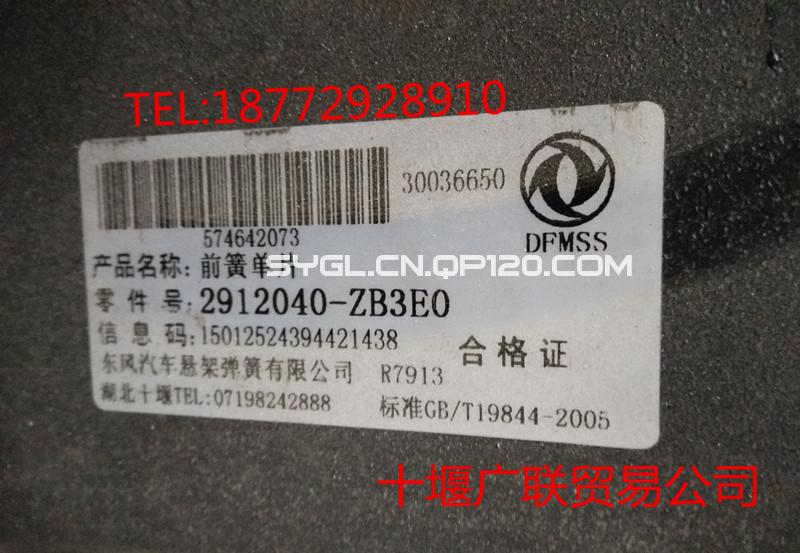 TEL:18772928910
30036650
574642073
DFMSS
产品名称:前簧单片
SYGL.CN.QP120.COM
零件号:2912040-ZB3E0
信息码:15012524394421438
合格证
东风汽车悬架弹簧有限公司 R7913
湖北十堰TEL:07198242888 标准GB/T19844-2005
十堰广联贸易公司